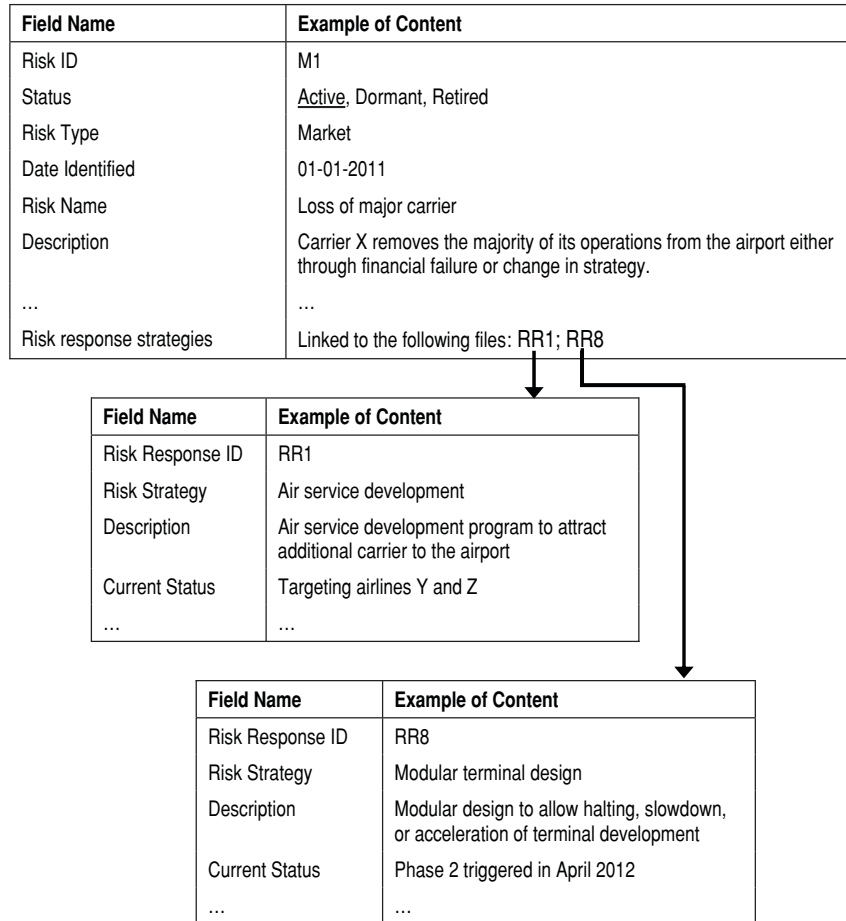 Field Name Example of Content
Risk ID M1
Status Active, Dormant, Retired
Risk Type Market
Date Identified 01-01-2011
Risk Name Loss of major carrier
Description Carrier X removes the majority of its operations from the airport either
through financial failure or change in strategy.
… …
Risk response strategies Linked to the following files: RR1; RR8
Field Name Example of Content
Risk Response ID RR1
Risk Strategy Air service development
Description Air service development program to attract
additional carrier to the airport
Current Status Targeting airlines Y and Z
… …
Field Name Example of Content
Risk Response ID RR8
Risk Strategy Modular terminal design
Description Modular design to allow halting, slowdown,
or acceleration of terminal development
Current Status Phase 2 triggered in April 2012
… …